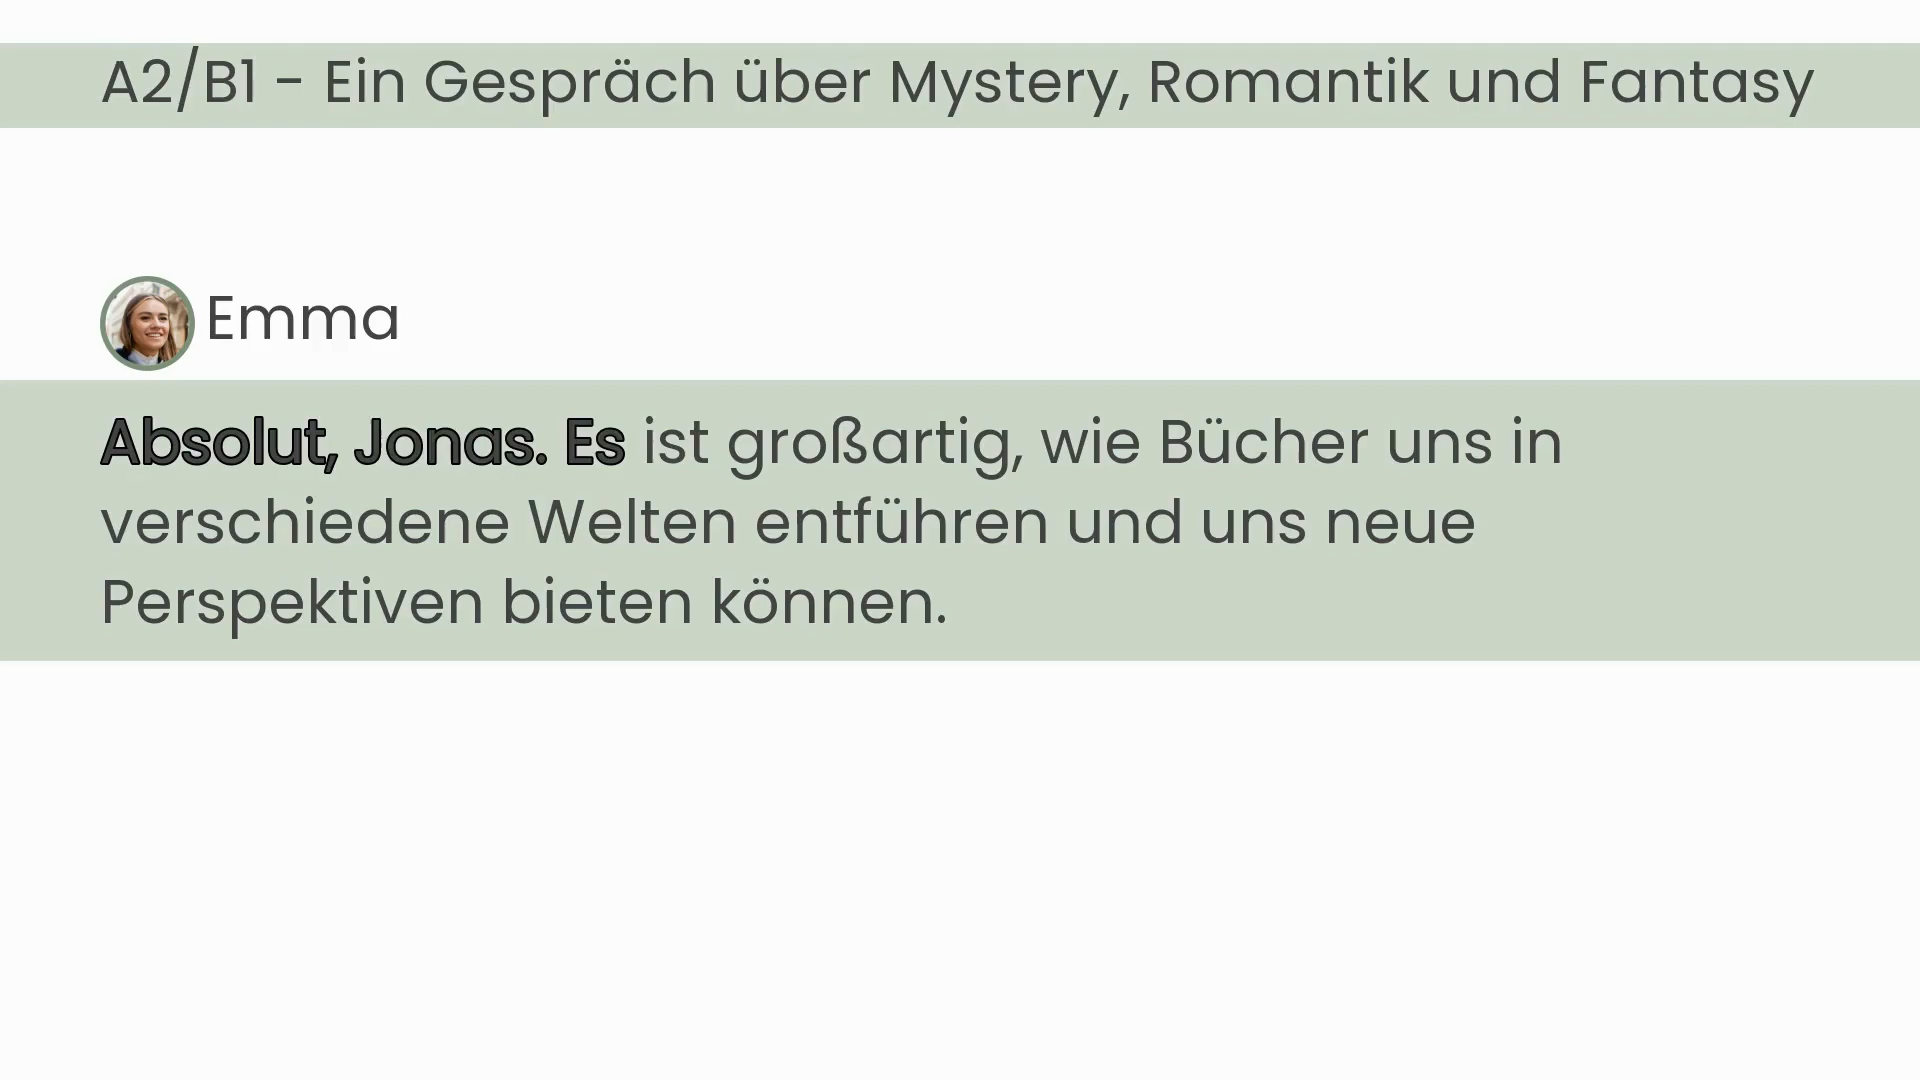 A2/B1 - Ein Gespräch über Mystery, Romantik und Fantasy
Emma
Absolut, Jonas. Es ist großartig, wie Bücher uns in
verschiedene Welten entführen und uns neue
Perspektiven bieten können.